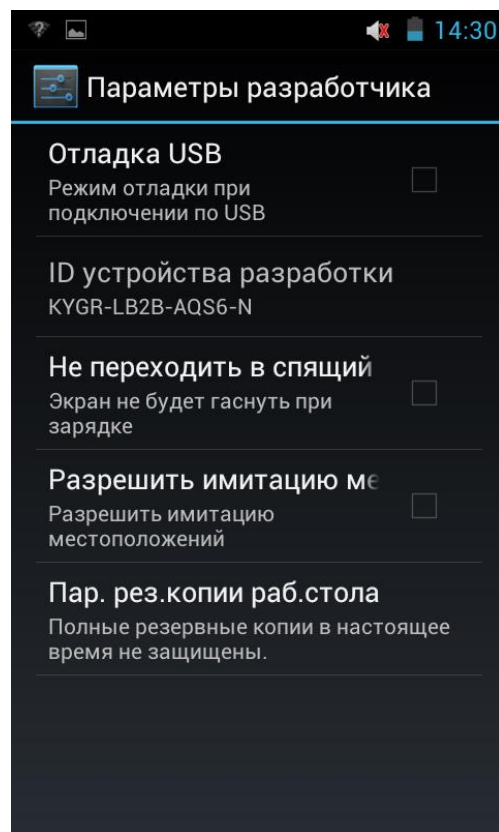 14:30
Параметры разработчика
Отладка USB
Режим отладки при
подключении по USB
ID устройства разработки
KYGR-LB2B-AQS6-N
Не переходить в спящий
Экран не будет гаснуть при
зарядке
Разрешить имитацию ме
Разрешить имитацию
местоположений
Пар. рез.копии раб.стола
Полные резервные копии в настоящее
время не защищены.